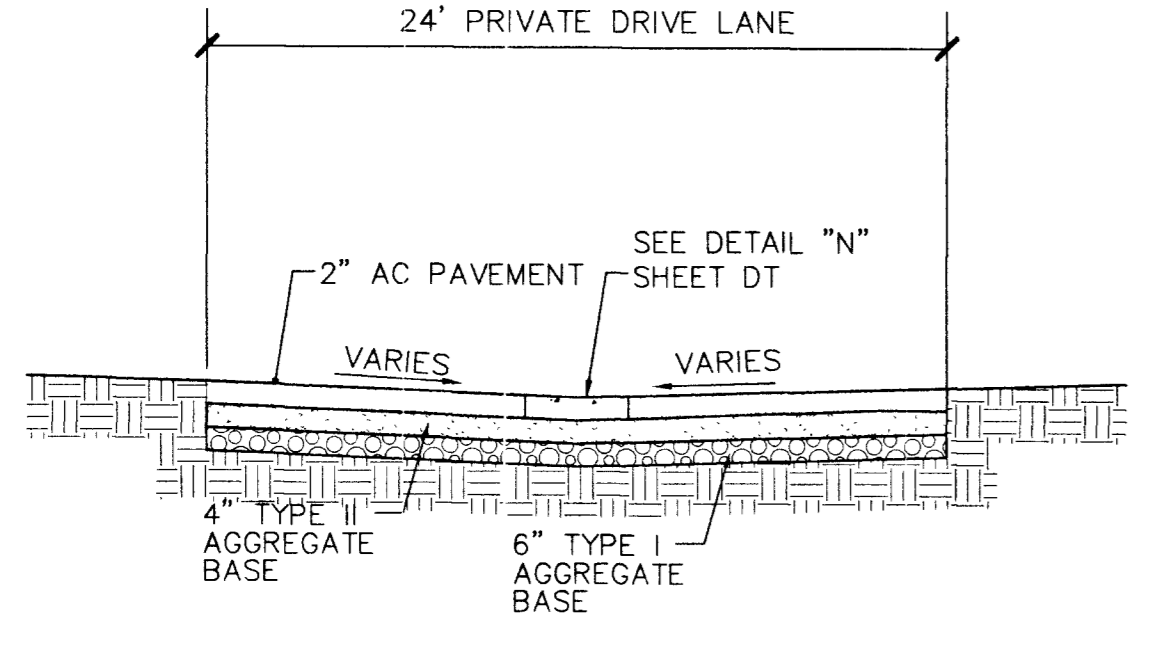 24' PRIVATE DRIVE LANE
SEE DETAIL "N"
2" AC PAVEMENT
SHEET DT
VARIES
VARIES
4" TYPE II
AGGREGATE
BASE
6" TYPE I
AGGREGATE
BASE